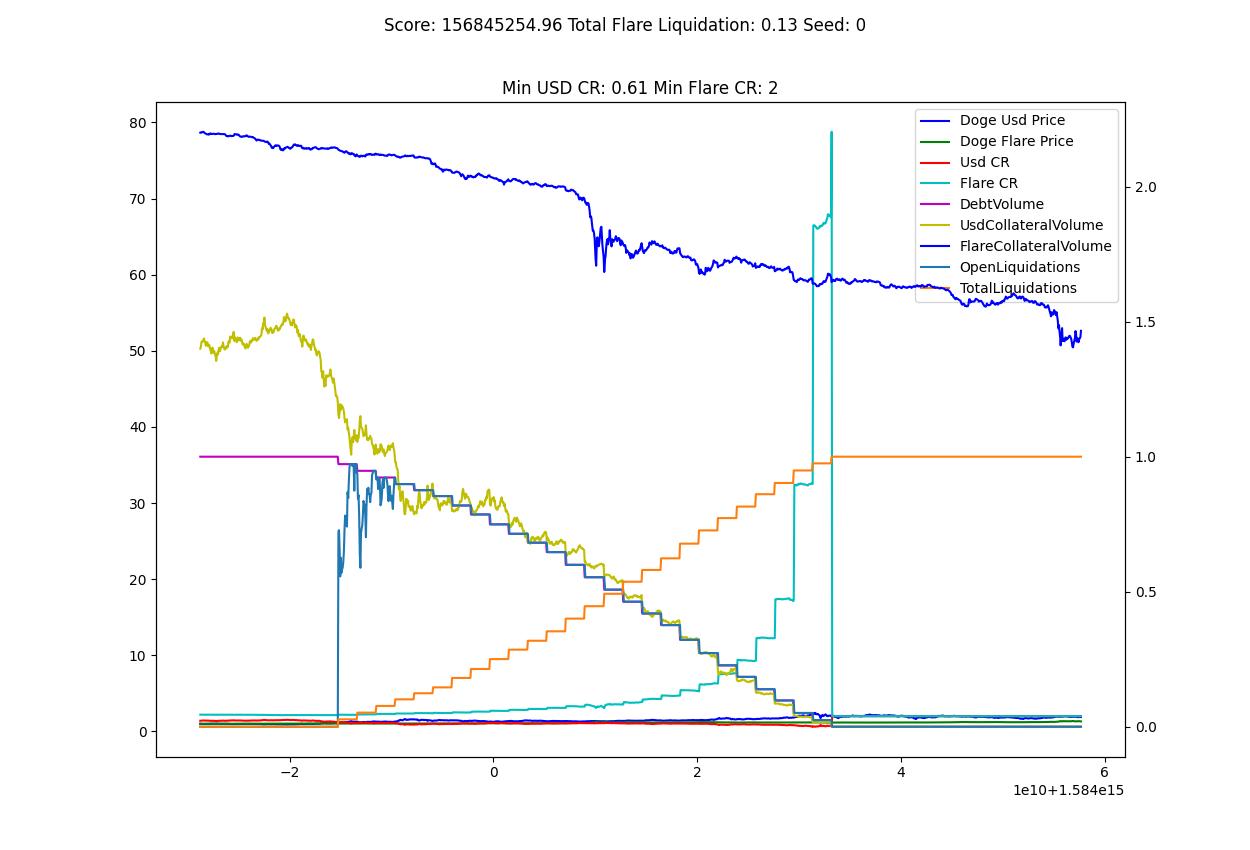 Score: 156845254.96 Total Flare Liquidation: 0.13 Seed: 0
Min USD CR: 0.61 Min Flare CR: 2
80
70
60
50
40
30
20
10
0
2.0
1.5
1.0
0.5
0.0
Doge Usd Price
Doge Flare Price
Usd CR
Flare CR
DebtVolume
UsdCollateralVolume
FlareCollateralVolume
OpenLiquidations
TotalLiquidations
−2 0 2 4 6
1e10+1.584e15